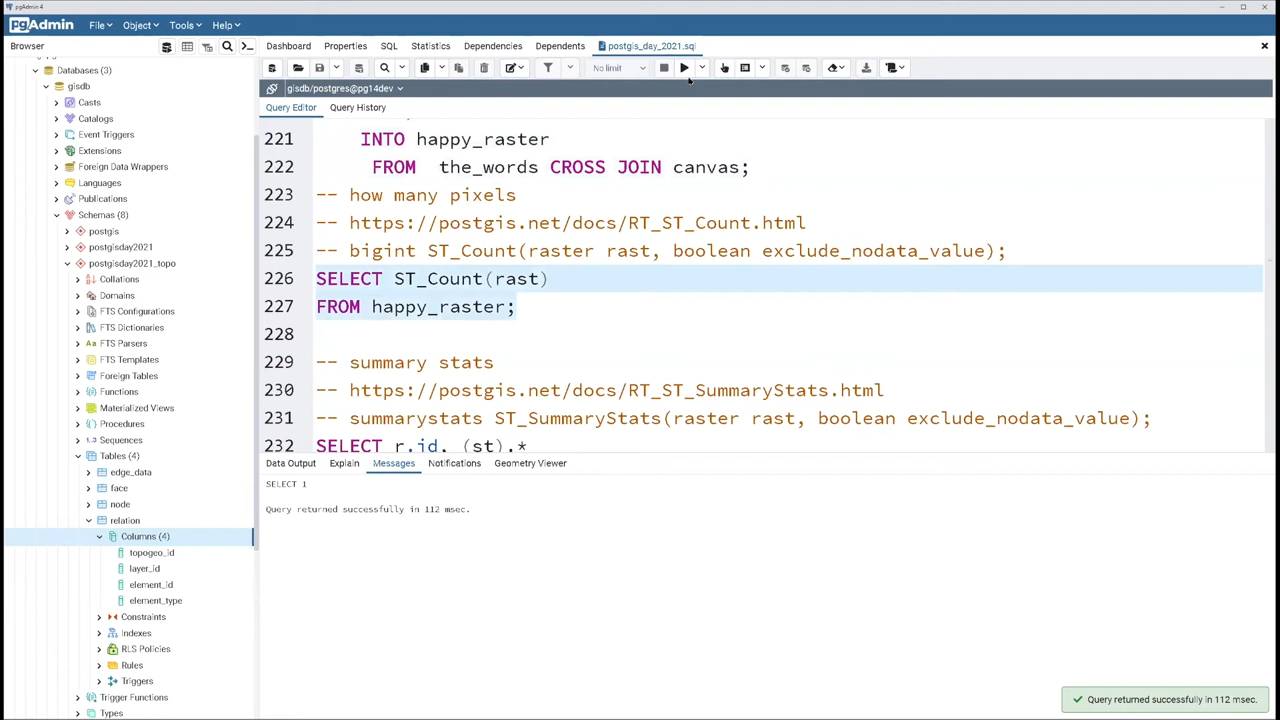 pgAdmin 4
pgAdmin File Object Tools Help
Browser
Dashboard Properties SQL Statistics Dependencies Dependents postgis_day_2021.sql
No limit
gisdb/postgres@pg14dev
Query Editor Query History
Databases (3)
gisdb
Casts
Catalogs
Event Triggers
Extensions
Foreign Data Wrappers
Languages
Publications
Schemas (8)
postgis
postgisday2021
postgisday2021_topo
Collations
Domains
FTS Configurations
FTS Dictionaries
FTS Parsers
FTS Templates
Foreign Tables
Functions
Materialized Views
Procedures
Sequences
Tables (4)
edge_data
face
node
relation
Columns (4)
topogeo_id
layer_id
element_id
element_type
Constraints
Indexes
RLS Policies
Rules
Triggers
Trigger Functions
Types
221 INTO happy_raster
222 FROM the_words CROSS JOIN canvas;
223 -- how many pixels
224 -- https://postgis.net/docs/RT_ST_Count.html
225 -- bigint ST_Count(raster rast, boolean exclude_nodata_value);
226 SELECT ST_Count(rast)
227 FROM happy_raster;
228
229 -- summary stats
230 -- https://postgis.net/docs/RT_ST_SummaryStats.html
231 -- summarystats ST_SummaryStats(raster rast, boolean exclude_nodata_value);
232 SELECT r.id, (st).*
Data Output Explain Messages Notifications Geometry Viewer
SELECT 1
Query returned successfully in 112 msec.
Query returned successfully in 112 msec.